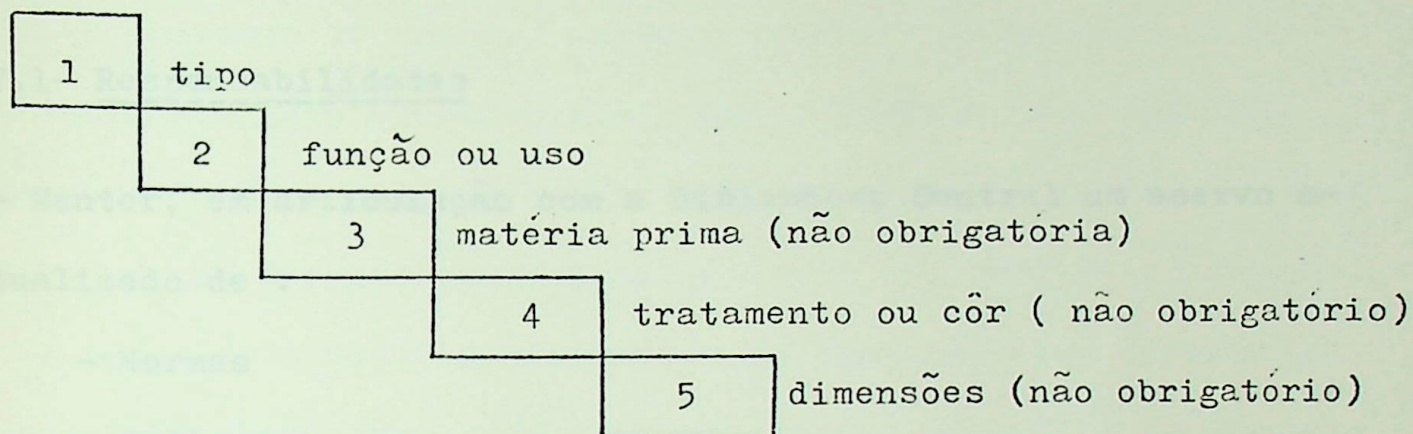 1 tipo
2 função ou uso
3 matéria prima (não obrigatória)
4 tratamento ou côr ( não obrigatório)
5 dimensões (não obrigatório)